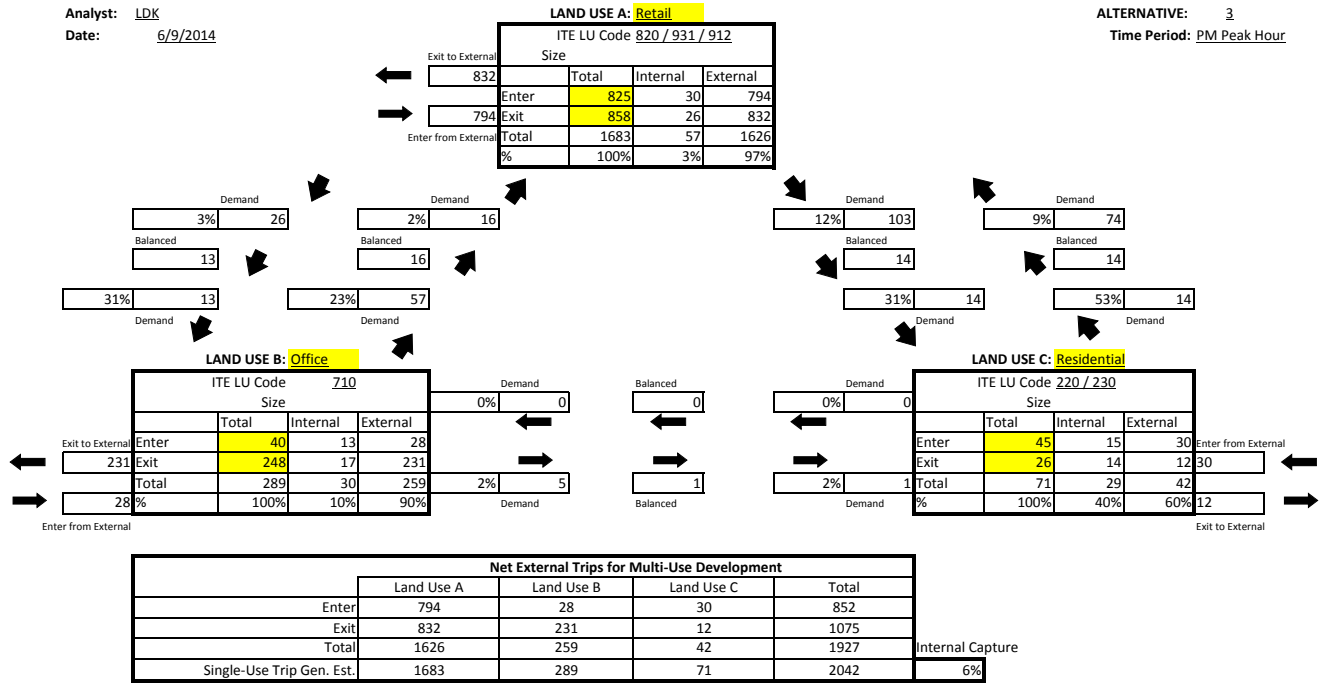 Analyst: LDK LAND USE A: Retail ALTERNATIVE: 3
Date: 6/9/2014 ITE LU Code 820 / 931 / 912 Time Period: PM Peak Hour
Exit to External Size
832 Total Internal External
Enter 825 30 794
794 Exit 858 26 832
Enter from External Total 1683 57 1626
% 100% 3% 97%
Demand Demand Demand Demand
3% 26 2% 16 12% 103 9% 74
Balanced Balanced Balanced Balanced
13 16 14 14
31% 13 23% 57 31% 14 53% 14
Demand Demand Demand Demand
LAND USE B: Office LAND USE C: Residential
ITE LU Code 710 Demand Balanced Demand ITE LU Code 220 / 230
Size 0% 0 0 0% 0 Size
Total Internal External Total Internal External
Exit to External Enter 40 13 28 Enter 45 15 30 Enter from External
231 Exit 248 17 231 Exit 26 14 12 30
Total 289 30 259 2% 5 1 2% 1 Total 71 29 42
28 % 100% 10% 90% Demand Balanced Demand % 100% 40% 60% 12
Enter from External Exit to External
Net External Trips for Multi-Use Development
Land Use A Land Use B Land Use C Total
Enter 794 28 30 852
Exit 832 231 12 1075
Total 1626 259 42 1927 Internal Capture
Single-Use Trip Gen. Est. 1683 289 71 2042 6%